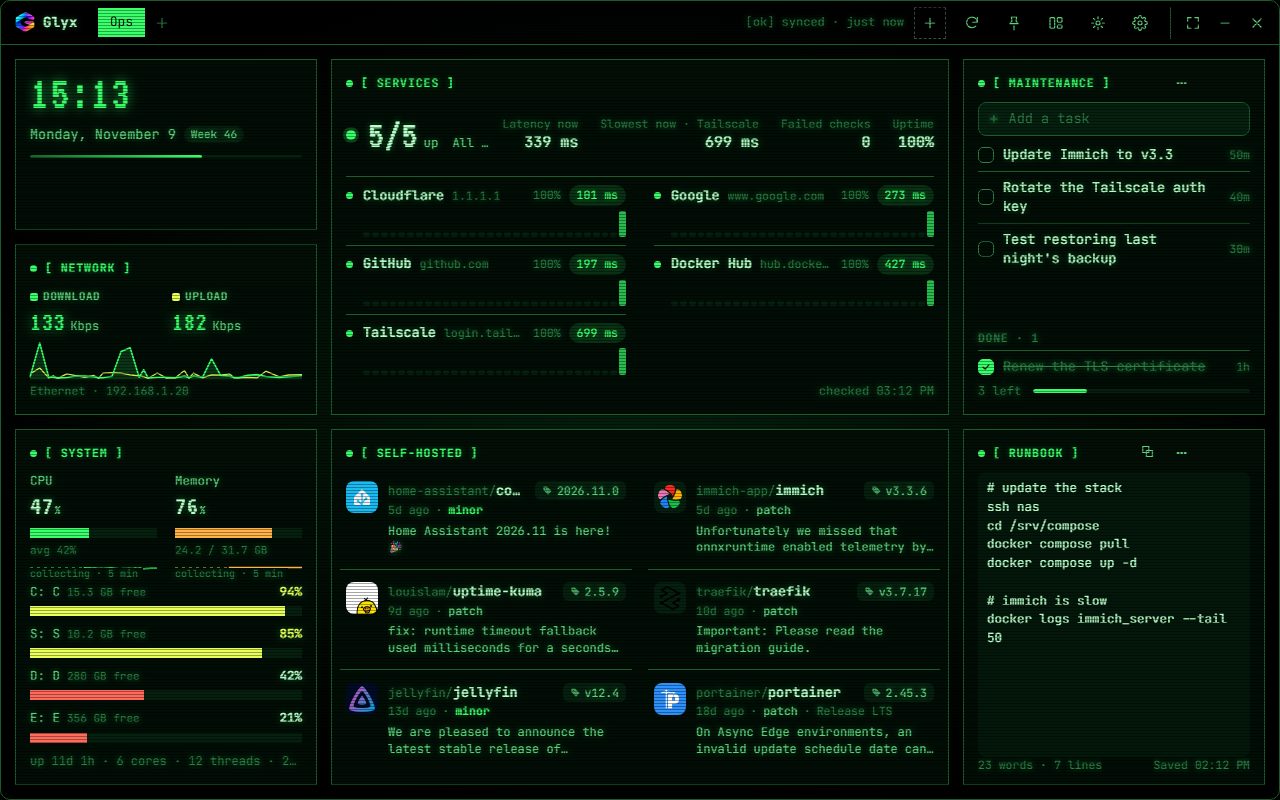 Glyx
Ops
[ok] synced · just now
15:13
Monday, November 9 Week 46
[ NETWORK ]
DOWNLOAD UPLOAD
133 Kbps 182 Kbps
Ethernet · 192.168.1.20
[ SYSTEM ]
CPU Memory
47% 76%
avg 42% 24.2 / 31.7 GB
collecting · 5 min collecting · 5 min
C: C 15.3 GB free 94%
S: S 10.2 GB free 85%
D: D 280 GB free 42%
E: E 356 GB free 21%
up 11d 1h · 6 cores · 12 threads · 2…
[ SERVICES ]
5/5 up All …
Latency now Slowest now · Tailscale Failed checks Uptime
339 ms 699 ms 0 100%
Cloudflare 1.1.1.1 100% 101 ms
Google www.google.com 100% 273 ms
GitHub github.com 100% 197 ms
Docker Hub hub.docke… 100% 427 ms
Tailscale login.tail… 100% 699 ms
checked 03:12 PM
[ SELF-HOSTED ]
home-assistant/co… 2026.11.0
5d ago · minor
Home Assistant 2026.11 is here!
🎉
immich-app/immich v3.3.6
5d ago · patch
Unfortunately we missed that
onnxruntime enabled telemetry by…
louislam/uptime-kuma 2.5.9
9d ago · patch
fix: runtime timeout fallback
used milliseconds for a seconds…
traefik/traefik v3.7.17
10d ago · patch
Important: Please read the
migration guide.
jellyfin/jellyfin v12.4
13d ago · minor
We are pleased to announce the
latest stable release of…
portainer/portainer 2.45.3
18d ago · patch · Release LTS
On Async Edge environments, an
invalid update schedule date can…
[ MAINTENANCE ]
+ Add a task
Update Immich to v3.3 50m
Rotate the Tailscale auth
key 40m
Test restoring last
night's backup 30m
DONE · 1
Renew the TLS certificate 1h
3 left
[ RUNBOOK ]
# update the stack
ssh nas
cd /srv/compose
docker compose pull
docker compose up -d
# immich is slow
docker logs immich_server --tail
50
23 words · 7 lines Saved 02:12 PM